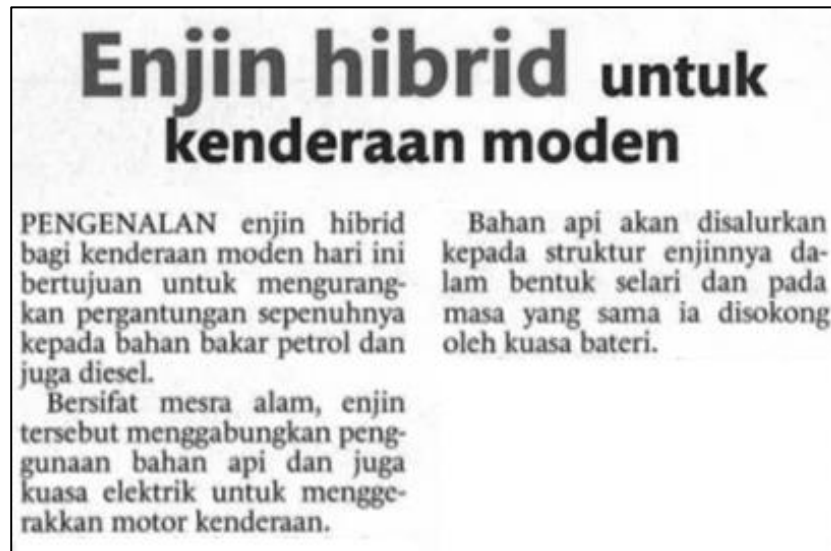 Enjin hibrid untuk
kenderaan moden
PENGENALAN enjin hibrid
bagi kenderaan moden hari ini
bertujuan untuk mengurang-
kan pergantungan sepenuhnya
kepada bahan bakar petrol dan
juga diesel.
Bersifat mesra alam, enjin
tersebut menggabungkan peng-
gunaan bahan api dan juga
kuasa elektrik untuk mengge-
rakkan motor kenderaan.
Bahan api akan disalurkan
kepada struktur enjinnya da-
lam bentuk selari dan pada
masa yang sama ia disokong
oleh kuasa bateri.